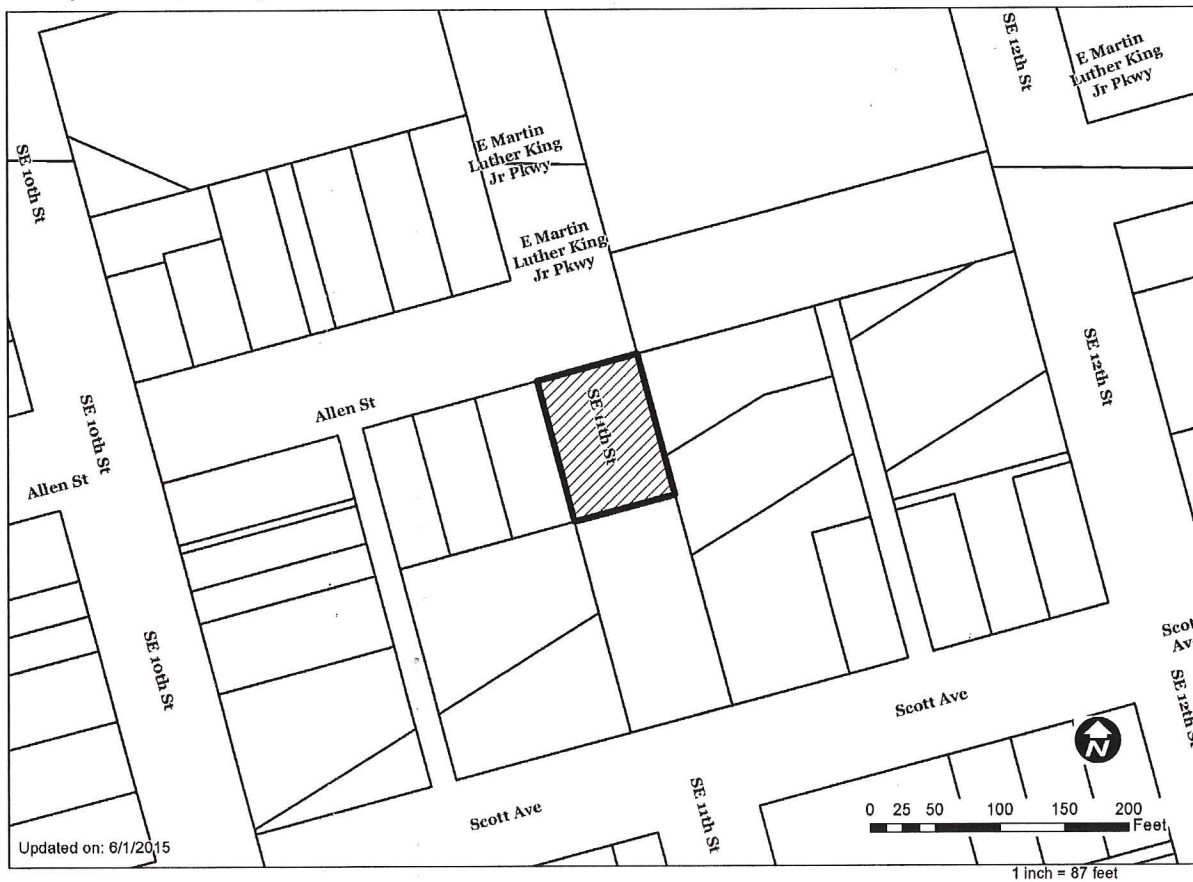 SE 12th St
E Martin
Luther King
Jr Pkwy
E Martin
Luther King
Jr Pkwy
SE 10th St
E Martin
Luther King
Jr Pkwy
SE 12th St
SE 11th St
Allen St
SE 10th St
Allen St
SE 10th St
Scott
Av
SE 12th St
Scott Ave
N
SE 11th St
Scott Ave
0 25 50 100 150 200
Feet
Updated on: 6/1/2015
1 inch = 87 feet